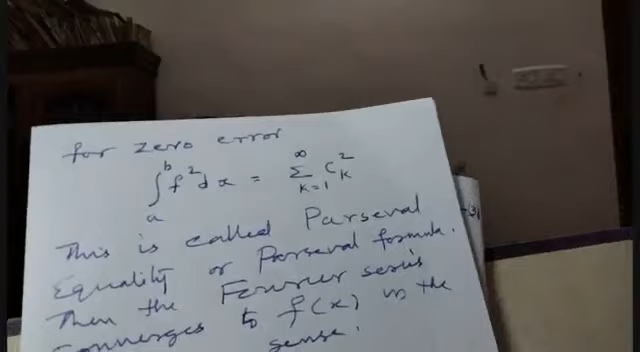 for zero error
∫_a^b f² dx = Σ_{k=1}^∞ C_k²
This is called Parseval
Equality or Parseval formula.
Then the Fourier series
converges to f(x) in the
sense.